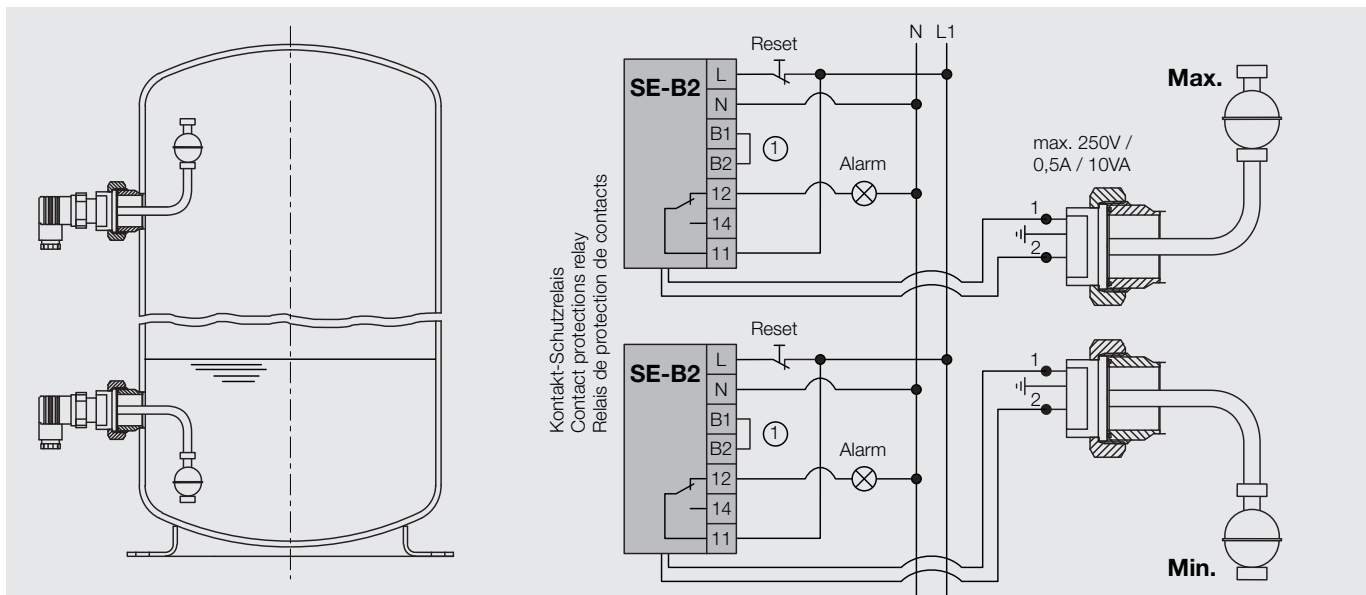 N L1
Reset
SE-B2
L
N
B1
B2
12
14
11
1
Alarm
Max.
max. 250V /
0,5A / 10VA
1
2
Kontakt-Schutzrelais
Contact protections relay
Relais de protection de contacts
Reset
SE-B2
L
N
B1
B2
12
14
11
1
Alarm
1
2
Min.